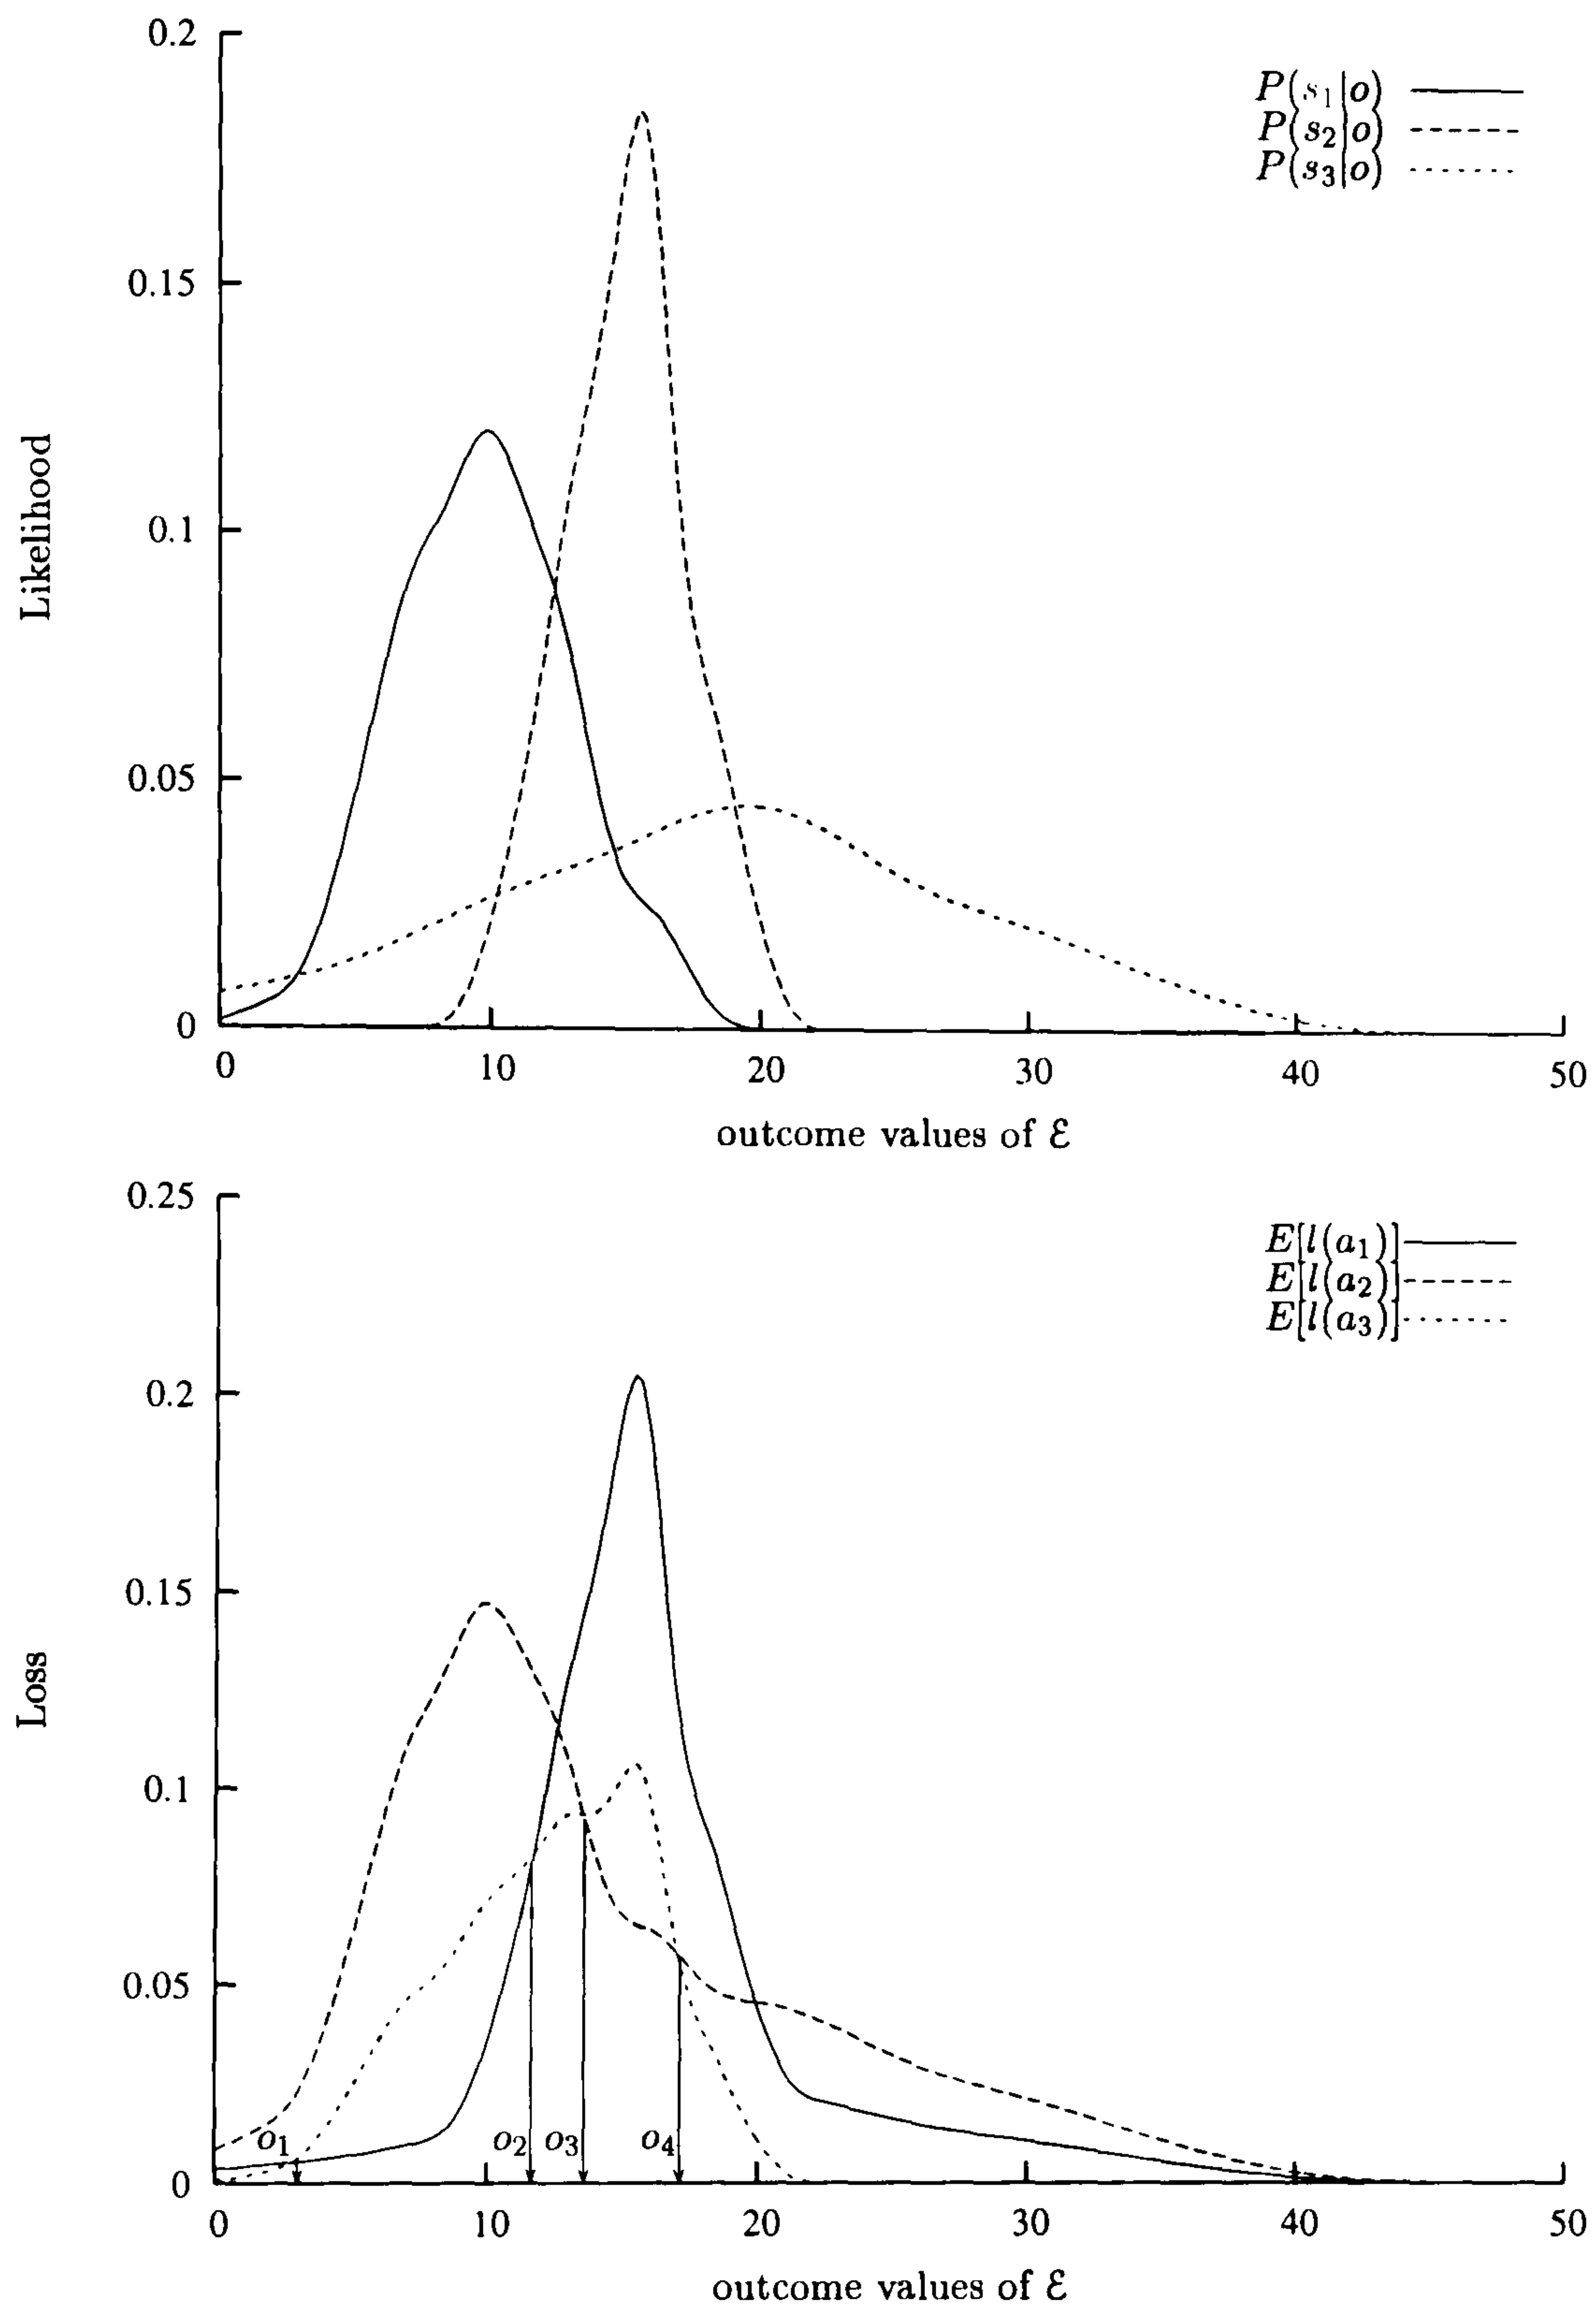 0.2
P(s1|o)
P(s2|o)
P(s3|o)
0.15
Likelihood
0.1
0.05
0
0 10 20 30 40 50
outcome values of ℰ
0.25
E[l(a1)]
E[l(a2)]
E[l(a3)]
0.2
0.15
Loss
0.1
0.05
o1 o2 o3 o4
0
0 10 20 30 40 50
outcome values of ℰ